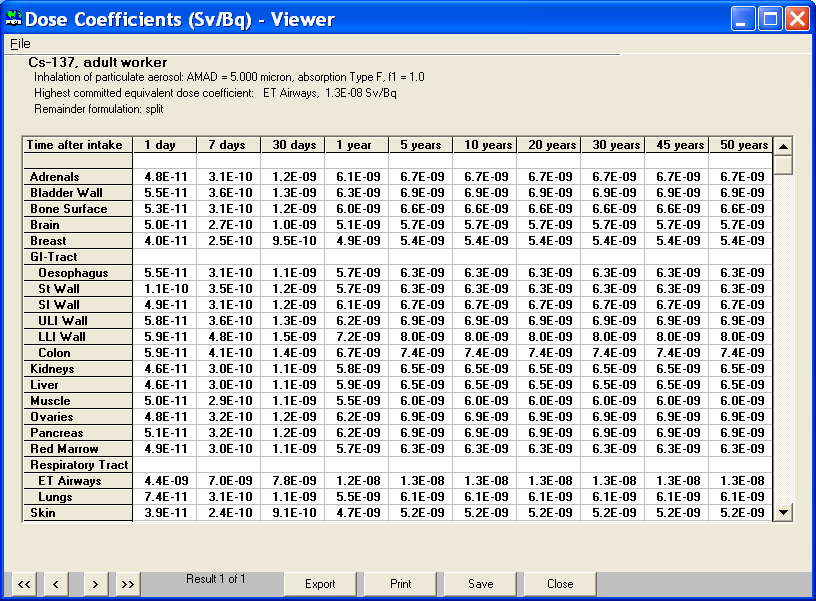 Dose Coefficients (Sv/Bq) - Viewer
File
Cs-137, adult worker
Inhalation of particulate aerosol: AMAD = 5.000 micron, absorption Type F, f1 = 1.0
Highest committed equivalent dose coefficient: ET Airways, 1.3E-08 Sv/Bq
Remainder formulation: split
Time after intake 1 day 7 days 30 days 1 year 5 years 10 years 20 years 30 years 45 years 50 years
Adrenals 4.8E-11 3.1E-10 1.2E-09 6.1E-09 6.7E-09 6.7E-09 6.7E-09 6.7E-09 6.7E-09 6.7E-09
Bladder Wall 5.5E-11 3.6E-10 1.3E-09 6.3E-09 6.9E-09 6.9E-09 6.9E-09 6.9E-09 6.9E-09 6.9E-09
Bone Surface 5.3E-11 3.1E-10 1.2E-09 6.0E-09 6.6E-09 6.6E-09 6.6E-09 6.6E-09 6.6E-09 6.6E-09
Brain 5.0E-11 2.7E-10 1.0E-09 5.1E-09 5.7E-09 5.7E-09 5.7E-09 5.7E-09 5.7E-09 5.7E-09
Breast 4.0E-11 2.5E-10 9.5E-10 4.9E-09 5.4E-09 5.4E-09 5.4E-09 5.4E-09 5.4E-09 5.4E-09
GI-Tract
Oesophagus 5.5E-11 3.1E-10 1.1E-09 5.7E-09 6.3E-09 6.3E-09 6.3E-09 6.3E-09 6.3E-09 6.3E-09
St Wall 1.1E-10 3.5E-10 1.2E-09 5.7E-09 6.3E-09 6.3E-09 6.3E-09 6.3E-09 6.3E-09 6.3E-09
SI Wall 4.9E-11 3.1E-10 1.2E-09 6.1E-09 6.7E-09 6.7E-09 6.7E-09 6.7E-09 6.7E-09 6.7E-09
ULI Wall 5.8E-11 3.6E-10 1.3E-09 6.2E-09 6.9E-09 6.9E-09 6.9E-09 6.9E-09 6.9E-09 6.9E-09
LLI Wall 5.9E-11 4.8E-10 1.5E-09 7.2E-09 8.0E-09 8.0E-09 8.0E-09 8.0E-09 8.0E-09 8.0E-09
Colon 5.9E-11 4.1E-10 1.4E-09 6.7E-09 7.4E-09 7.4E-09 7.4E-09 7.4E-09 7.4E-09 7.4E-09
Kidneys 4.6E-11 3.0E-10 1.1E-09 5.8E-09 6.5E-09 6.5E-09 6.5E-09 6.5E-09 6.5E-09 6.5E-09
Liver 4.6E-11 3.0E-10 1.1E-09 5.9E-09 6.5E-09 6.5E-09 6.5E-09 6.5E-09 6.5E-09 6.5E-09
Muscle 5.0E-11 2.9E-10 1.1E-09 5.5E-09 6.0E-09 6.0E-09 6.0E-09 6.0E-09 6.0E-09 6.0E-09
Ovaries 4.8E-11 3.2E-10 1.2E-09 6.2E-09 6.9E-09 6.9E-09 6.9E-09 6.9E-09 6.9E-09 6.9E-09
Pancreas 5.1E-11 3.2E-10 1.2E-09 6.2E-09 6.9E-09 6.9E-09 6.9E-09 6.9E-09 6.9E-09 6.9E-09
Red Marrow 4.9E-11 3.0E-10 1.1E-09 5.7E-09 6.3E-09 6.3E-09 6.3E-09 6.3E-09 6.3E-09 6.3E-09
Respiratory Tract
ET Airways 4.4E-09 7.0E-09 7.8E-09 1.2E-08 1.3E-08 1.3E-08 1.3E-08 1.3E-08 1.3E-08 1.3E-08
Lungs 7.4E-11 3.1E-10 1.1E-09 5.5E-09 6.1E-09 6.1E-09 6.1E-09 6.1E-09 6.1E-09 6.1E-09
Skin 3.9E-11 2.4E-10 9.1E-10 4.7E-09 5.2E-09 5.2E-09 5.2E-09 5.2E-09 5.2E-09 5.2E-09
<< < > >> Result 1 of 1 Export Print Save Close